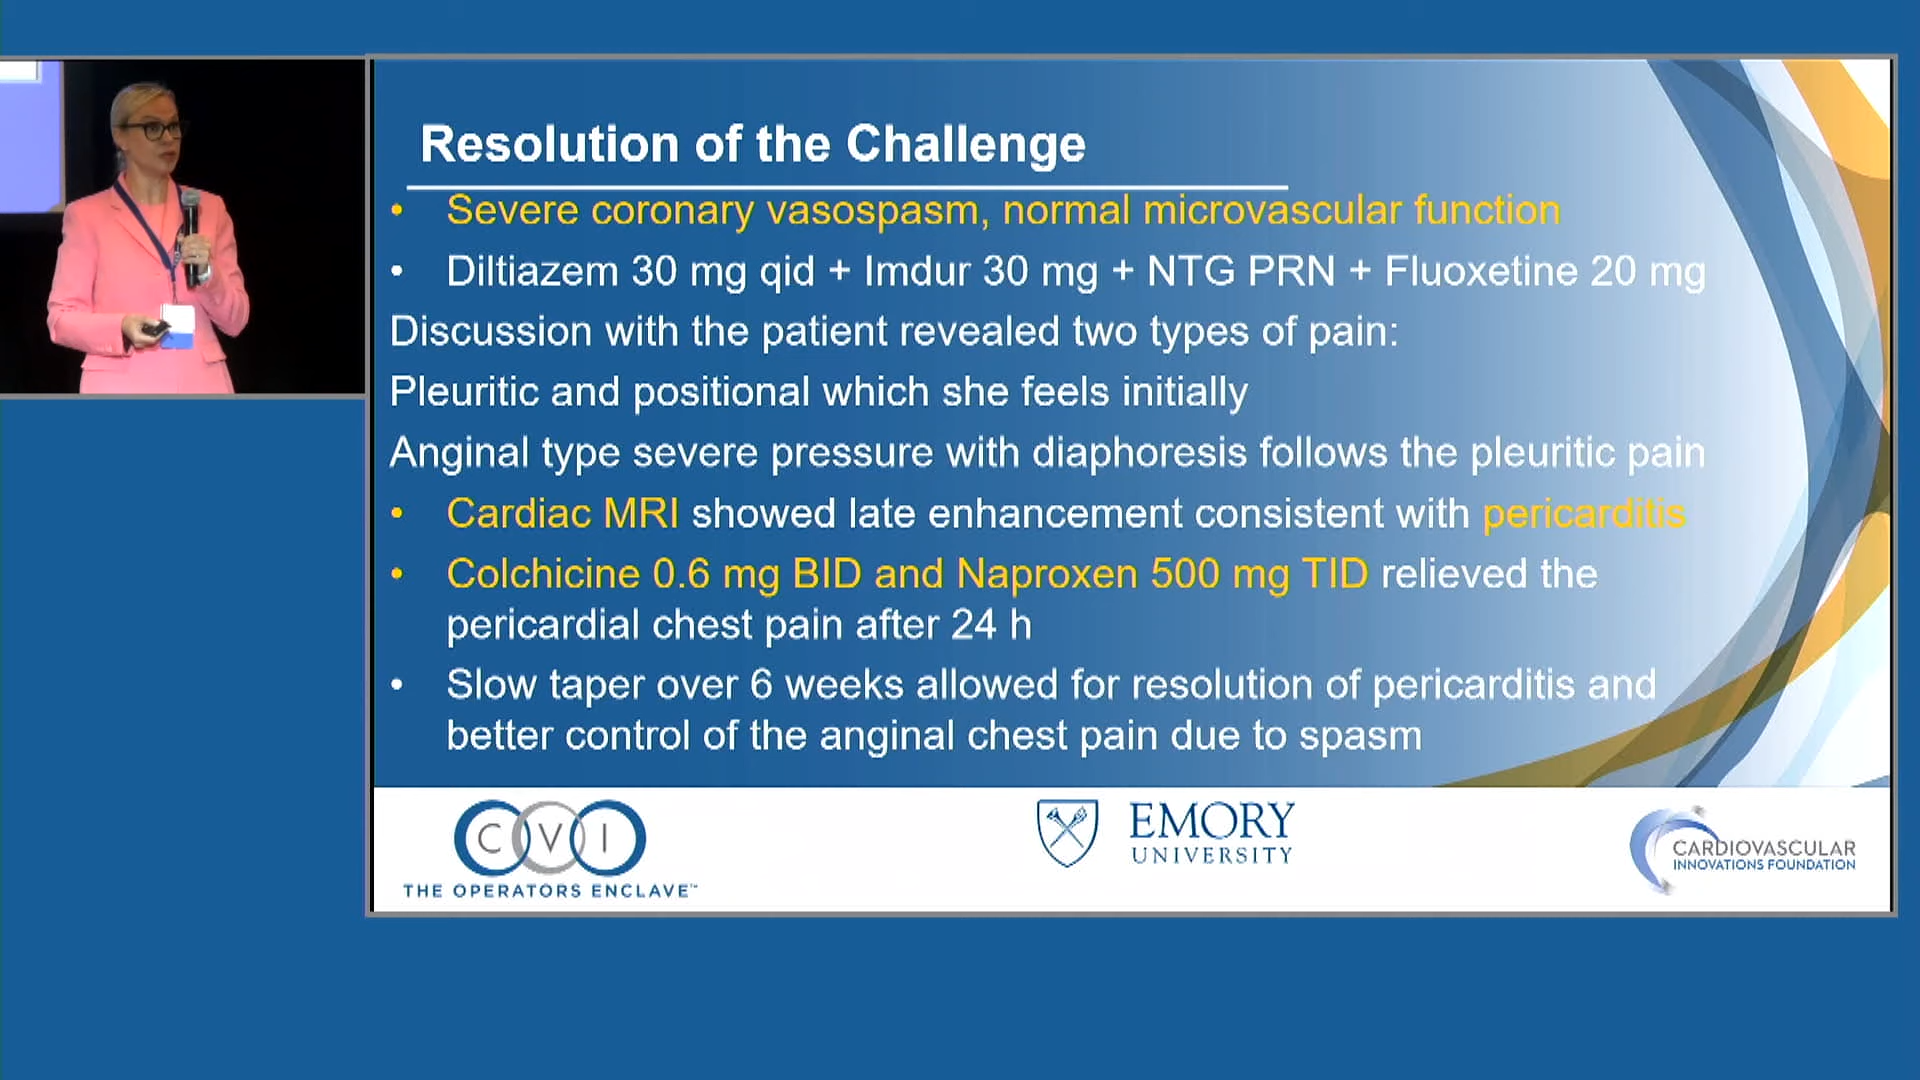 Resolution of the Challenge
• Severe coronary vasospasm, normal microvascular function
• Diltiazem 30 mg qid + Imdur 30 mg + NTG PRN + Fluoxetine 20 mg
Discussion with the patient revealed two types of pain:
Pleuritic and positional which she feels initially
Anginal type severe pressure with diaphoresis follows the pleuritic pain
• Cardiac MRI showed late enhancement consistent with pericarditis
• Colchicine 0.6 mg BID and Naproxen 500 mg TID relieved the
pericardial chest pain after 24 h
• Slow taper over 6 weeks allowed for resolution of pericarditis and
better control of the anginal chest pain due to spasm
CVI
THE OPERATORS ENCLAVE™
EMORY
UNIVERSITY
CARDIOVASCULAR
INNOVATIONS FOUNDATION